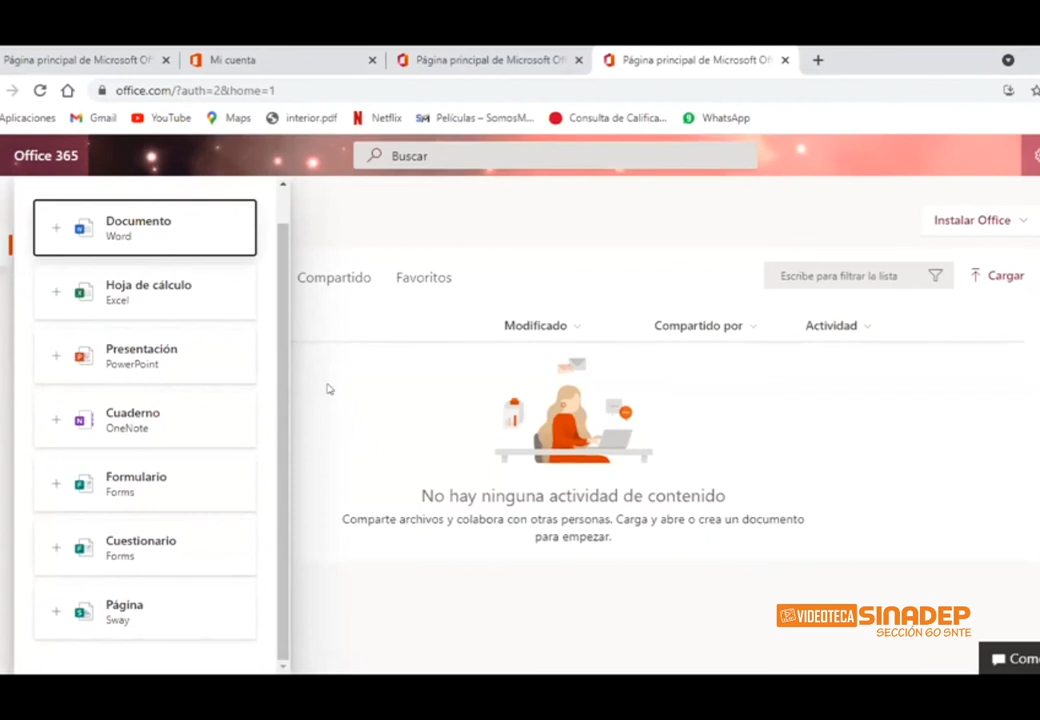 Página principal de Microsoft Of
Mi cuenta
Página principal de Microsoft Of
Página principal de Microsoft Of
office.com/?auth=2&home=1
Aplicaciones
Gmail
YouTube
Maps
interior.pdf
Netflix
Películas – SomosM...
Consulta de Califica...
WhatsApp
Office 365
Buscar
Instalar Office
Documento
Word
Hoja de cálculo
Excel
Presentación
PowerPoint
Cuaderno
OneNote
Formulario
Forms
Cuestionario
Forms
Página
Sway
Compartido
Favoritos
Escribe para filtrar la lista
Cargar
Modificado
Compartido por
Actividad
No hay ninguna actividad de contenido
Comparte archivos y colabora con otras personas. Carga y abre o crea un documento
para empezar.
VIDEOTECA SINADEP
SECCIÓN 60 SNTE
Come